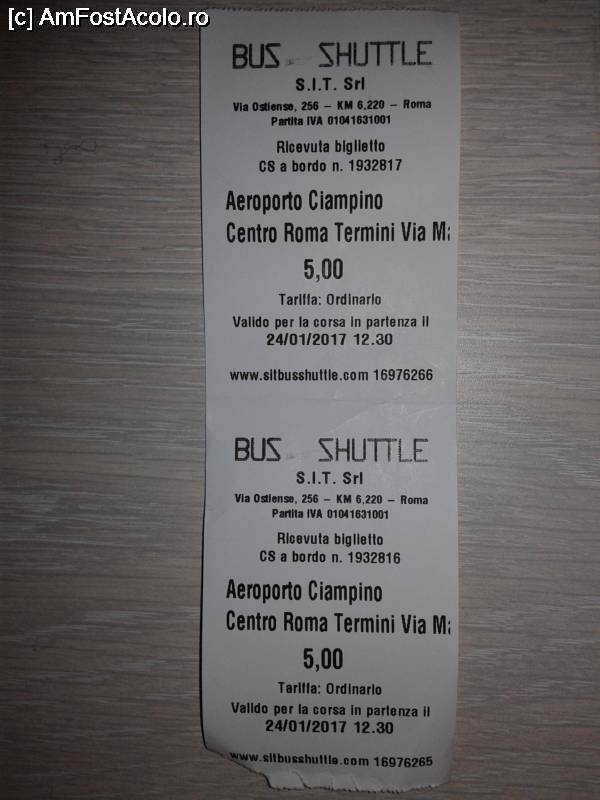 [c] AmFostAcolo.ro
BUS SHUTTLE
S.I.T. Srl
Via Ostiense, 256 – KM 6,220 – Roma
Partita IVA 01041631001
Ricevuta biglietto
CS a bordo n. 1932817
Aeroporto Ciampino
Centro Roma Termini Via Ma
5,00
Tariffa: Ordinario
Valido per la corsa in partenza il
24/01/2017 12.30
www.sitbusshuttle.com 16976266
BUS SHUTTLE
S.I.T. Srl
Via Ostiense, 256 – KM 6,220 – Roma
Partita IVA 01041631001
Ricevuta biglietto
CS a bordo n. 1932816
Aeroporto Ciampino
Centro Roma Termini Via Ma
5,00
Tariffa: Ordinario
Valido per la corsa in partenza il
24/01/2017 12.30
www.sitbusshuttle.com 16976265